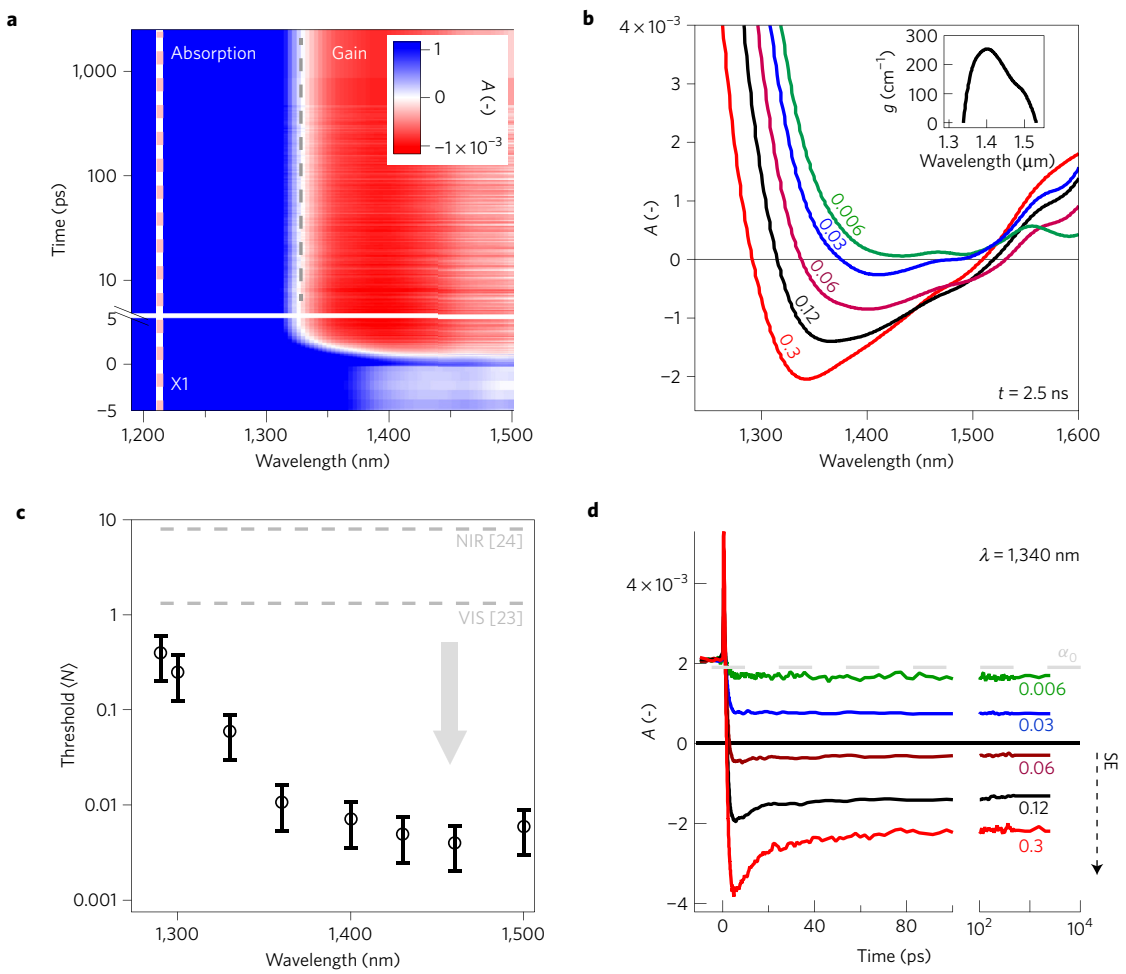 a
Absorption
Gain
1
0
−1 × 10⁻³
A (-)
1,000
100
10
5
0
−5
Time (ps)
X1
1,200
1,300
1,400
1,500
Wavelength (nm)
b
4 × 10⁻³
3
2
1
0
−1
−2
A (-)
0.006
0.03
0.06
0.12
0.3
300
200
100
0
g (cm⁻¹)
1.3
1.4
1.5
Wavelength (μm)
t = 2.5 ns
1,300
1,400
1,500
1,600
Wavelength (nm)
c
10
1
0.1
0.01
0.001
Threshold ⟨N⟩
NIR [24]
VIS [23]
1,300
1,400
1,500
Wavelength (nm)
d
λ = 1,340 nm
4 × 10⁻³
2
0
−2
−4
A (-)
α₀
0.006
0.03
0.06
0.12
0.3
SE
0
40
80
10²
10⁴
Time (ps)